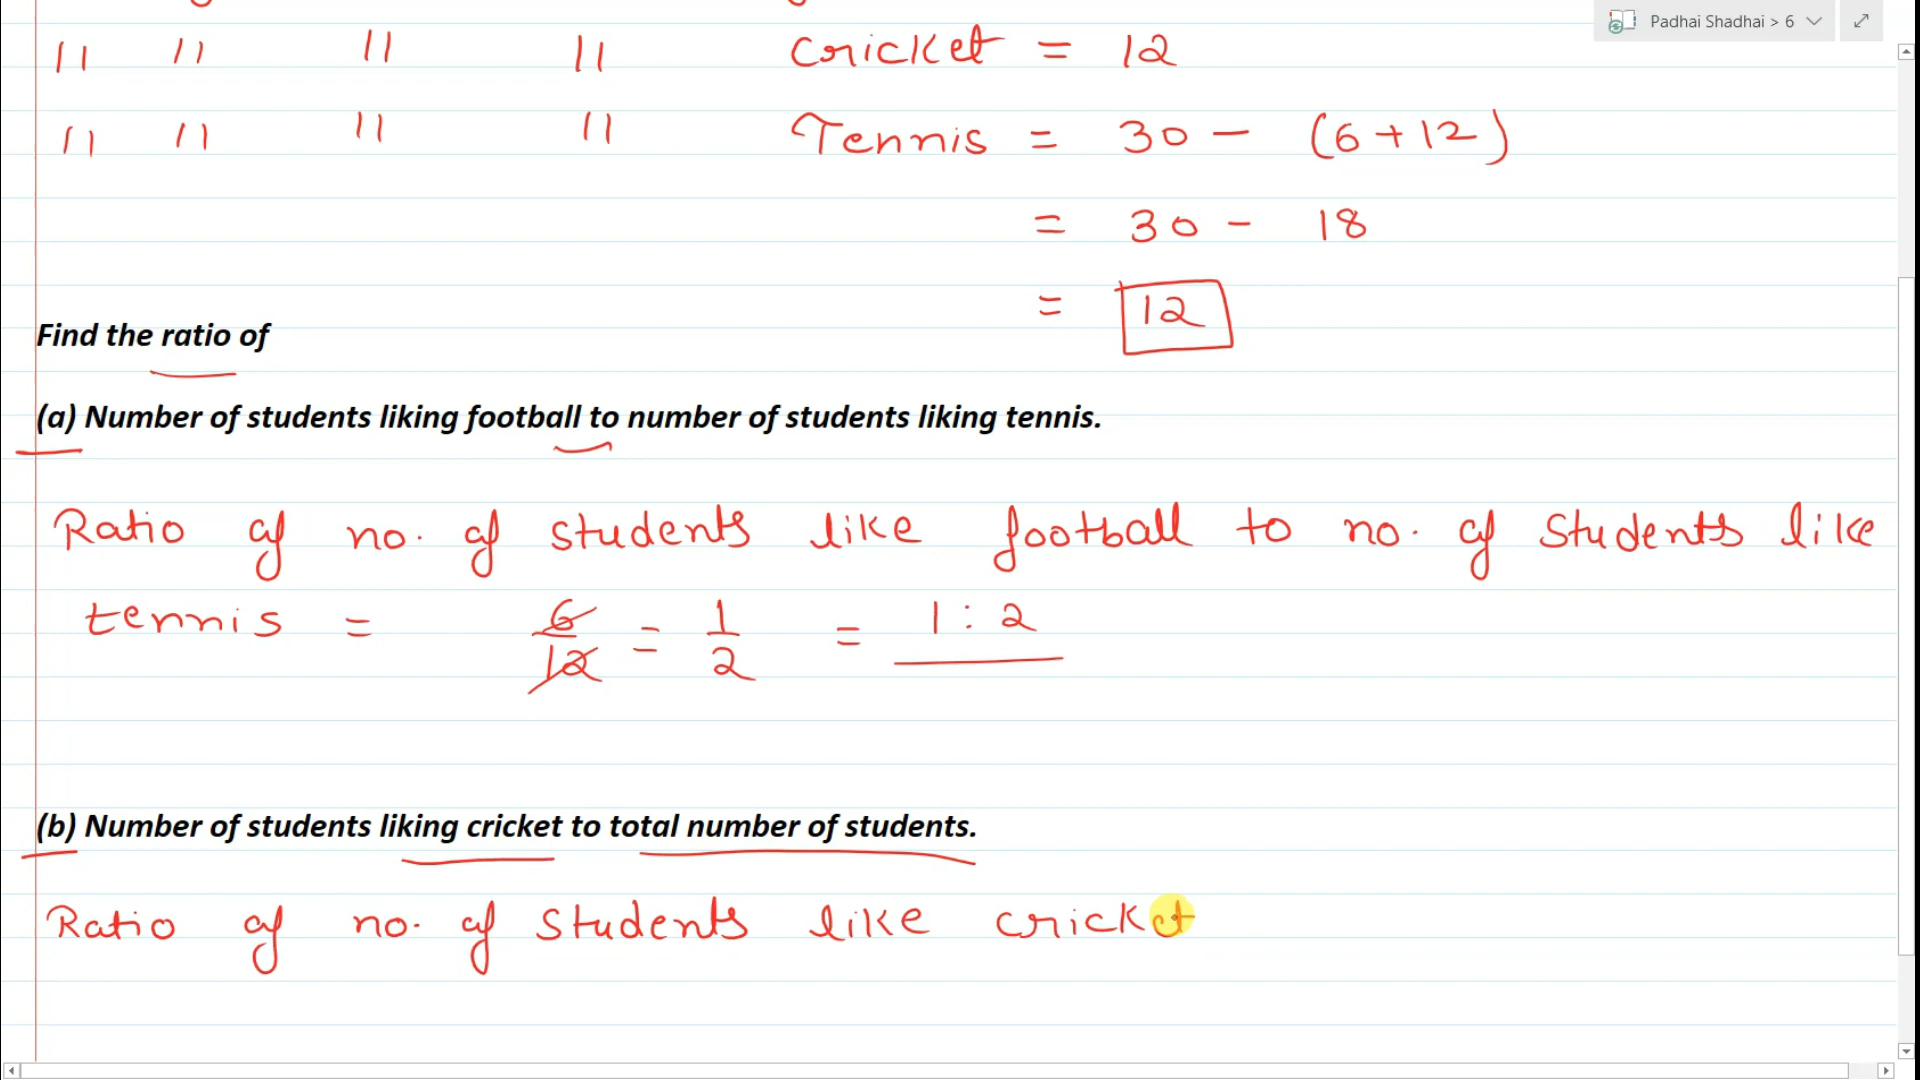 Padhai Shadhai > 6
" " " " Cricket = 12
" " " " Tennis = 30 - (6+12)
= 30 - 18
= 12
Find the ratio of
(a) Number of students liking football to number of students liking tennis.
Ratio of no. of students like football to no. of students like
tennis = 6/12 = 1/2 = 1:2
(b) Number of students liking cricket to total number of students.
Ratio of no. of students like cricket